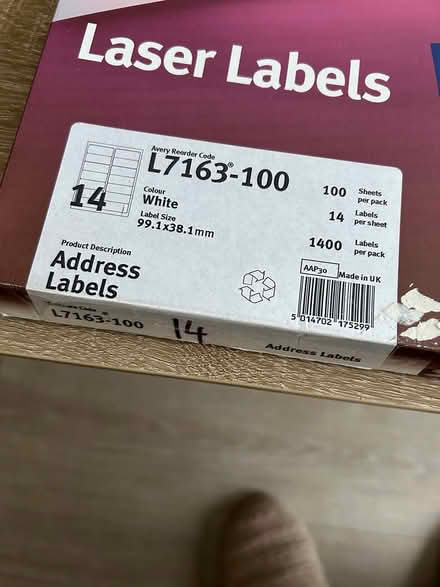 Laser Labels
Avery Reorder Code
L7163®-100
14
Colour
White
Label Size
99.1x38.1mm
Product Description
Address
Labels
100 Sheets
per pack
14 Labels
per sheet
1400 Labels
per pack
AAP30
Made in UK
5 014702 175299
Code
L7163-100
14
Address Labels